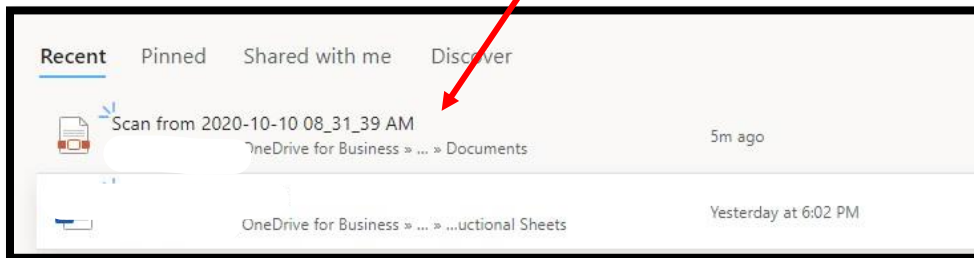 Recent Pinned Shared with me Discover
Scan from 2020-10-10 08_31_39 AM
OneDrive for Business » ... » Documents
5m ago
OneDrive for Business » ... » ...uctional Sheets
Yesterday at 6:02 PM